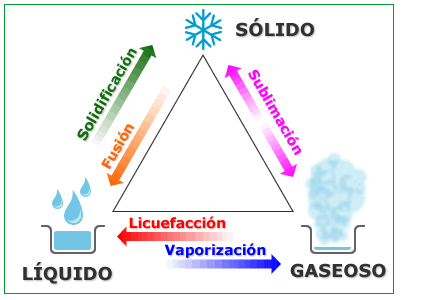 SÓLIDO
Solidificación
Fusión
Sublimación
Licuefacción
Vaporización
LÍQUIDO
GASEOSO